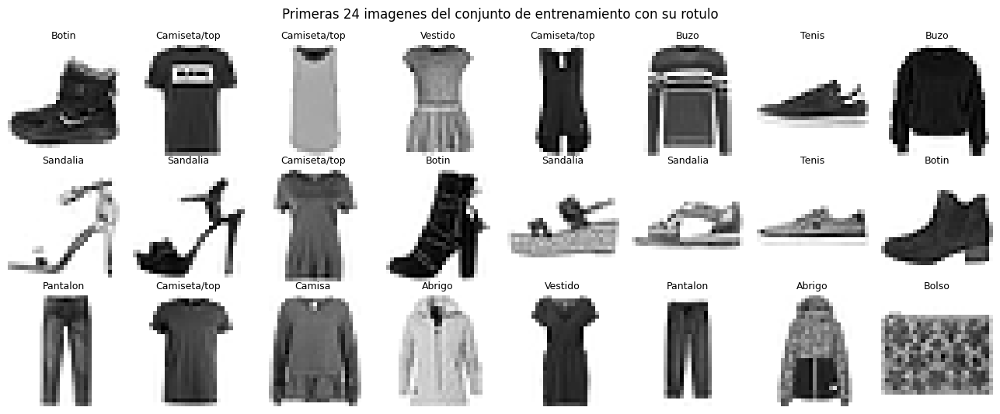 Primeras 24 imagenes del conjunto de entrenamiento con su rotulo
Botin Camiseta/top Camiseta/top Vestido Camiseta/top Buzo Tenis Buzo
Sandalia Sandalia Camiseta/top Botin Sandalia Sandalia Tenis Botin
Pantalon Camiseta/top Camisa Abrigo Vestido Pantalon Abrigo Bolso